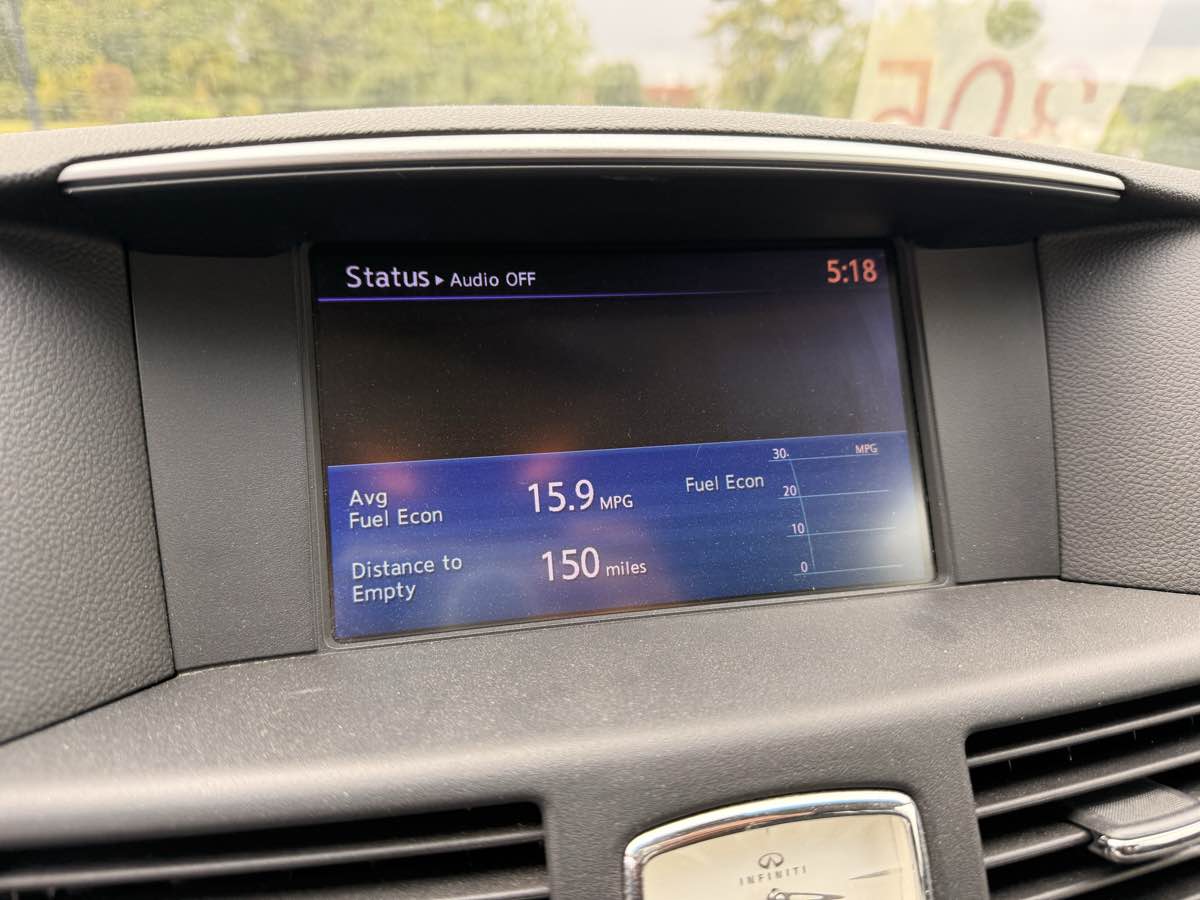 Status ▸ Audio OFF
5:18
Avg
Fuel Econ
15.9 MPG
Distance to
Empty
150 miles
Fuel Econ
MPG
30
20
10
0
INFINITI